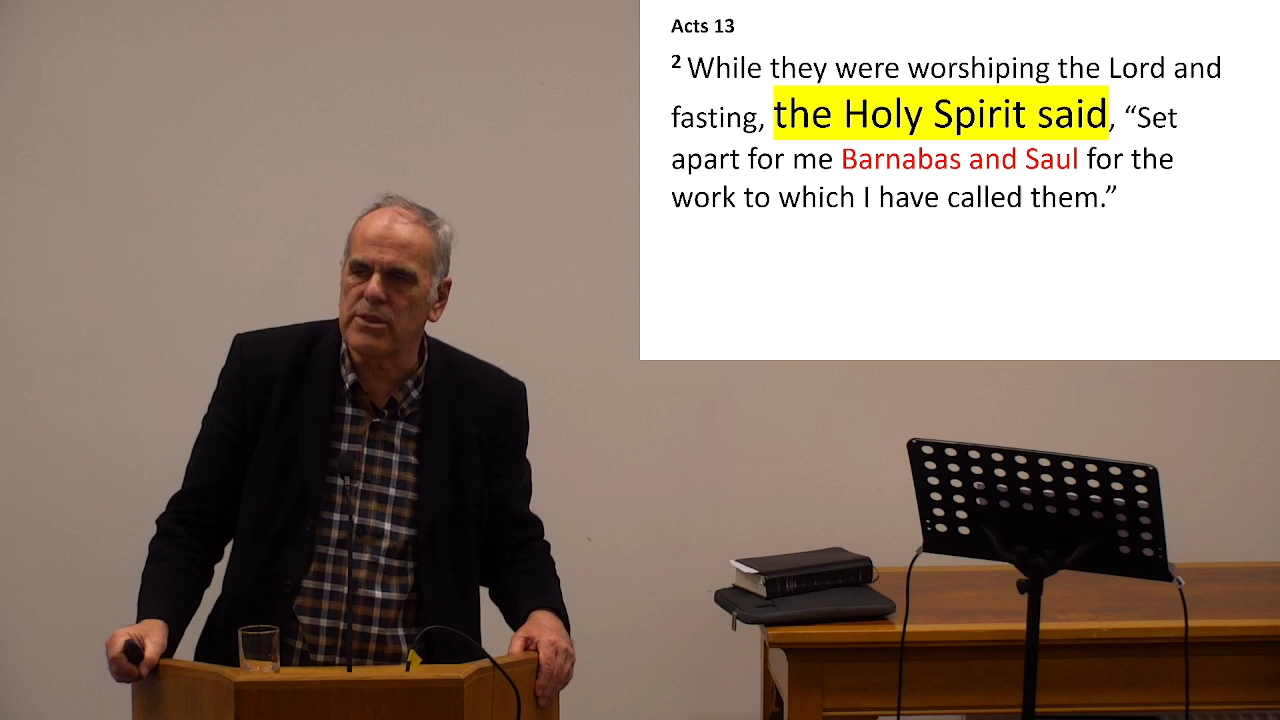 Acts 13
2 While they were worshiping the Lord and
fasting, the Holy Spirit said, “Set
apart for me Barnabas and Saul for the
work to which I have called them.”